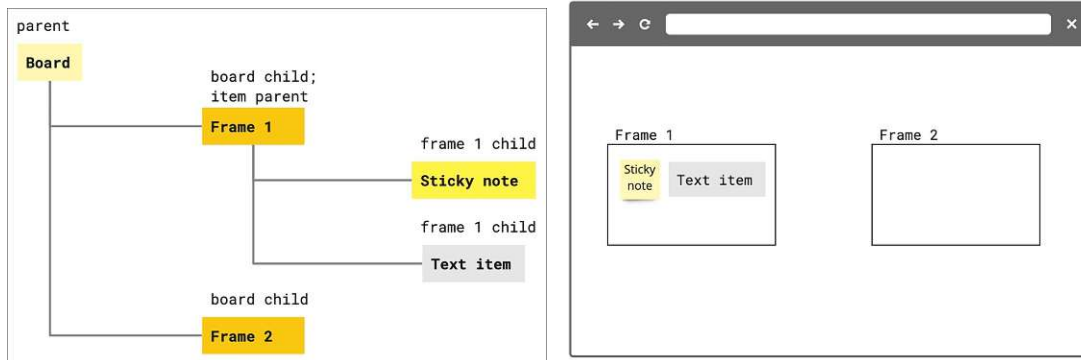 parent
Board
board child;
item parent
Frame 1
frame 1 child
Sticky note
frame 1 child
Text item
board child
Frame 2
Frame 1
Sticky
note
Text item
Frame 2